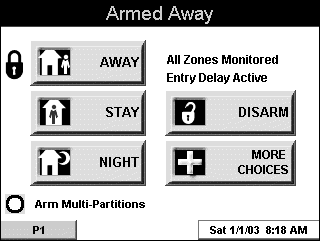 Armed Away
AWAY
All Zones Monitored
Entry Delay Active
STAY
DISARM
NIGHT
MORE
CHOICES
Arm Multi-Partitions
P1
Sat 1/1/03 8:18 AM